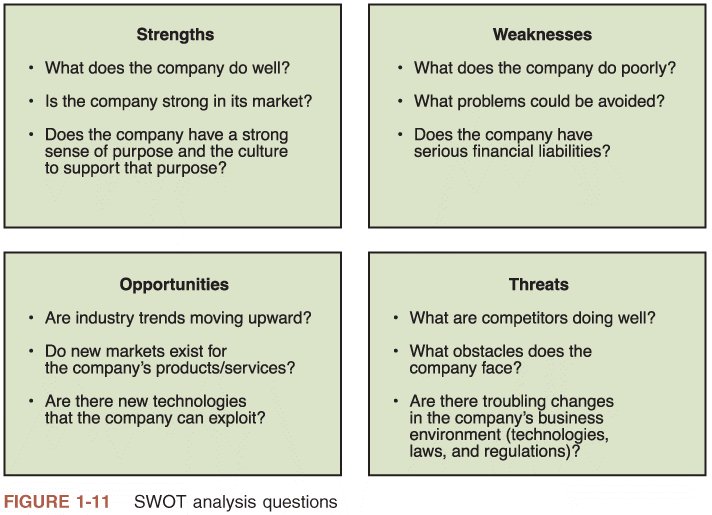 Strengths
• What does the company do well?
• Is the company strong in its market?
• Does the company have a strong
sense of purpose and the culture
to support that purpose?
Weaknesses
• What does the company do poorly?
• What problems could be avoided?
• Does the company have
serious financial liabilities?
Opportunities
• Are industry trends moving upward?
• Do new markets exist for
the company’s products/services?
• Are there new technologies
that the company can exploit?
Threats
• What are competitors doing well?
• What obstacles does the
company face?
• Are there troubling changes
in the company’s business
environment (technologies,
laws, and regulations)?
FIGURE 1-11 SWOT analysis questions